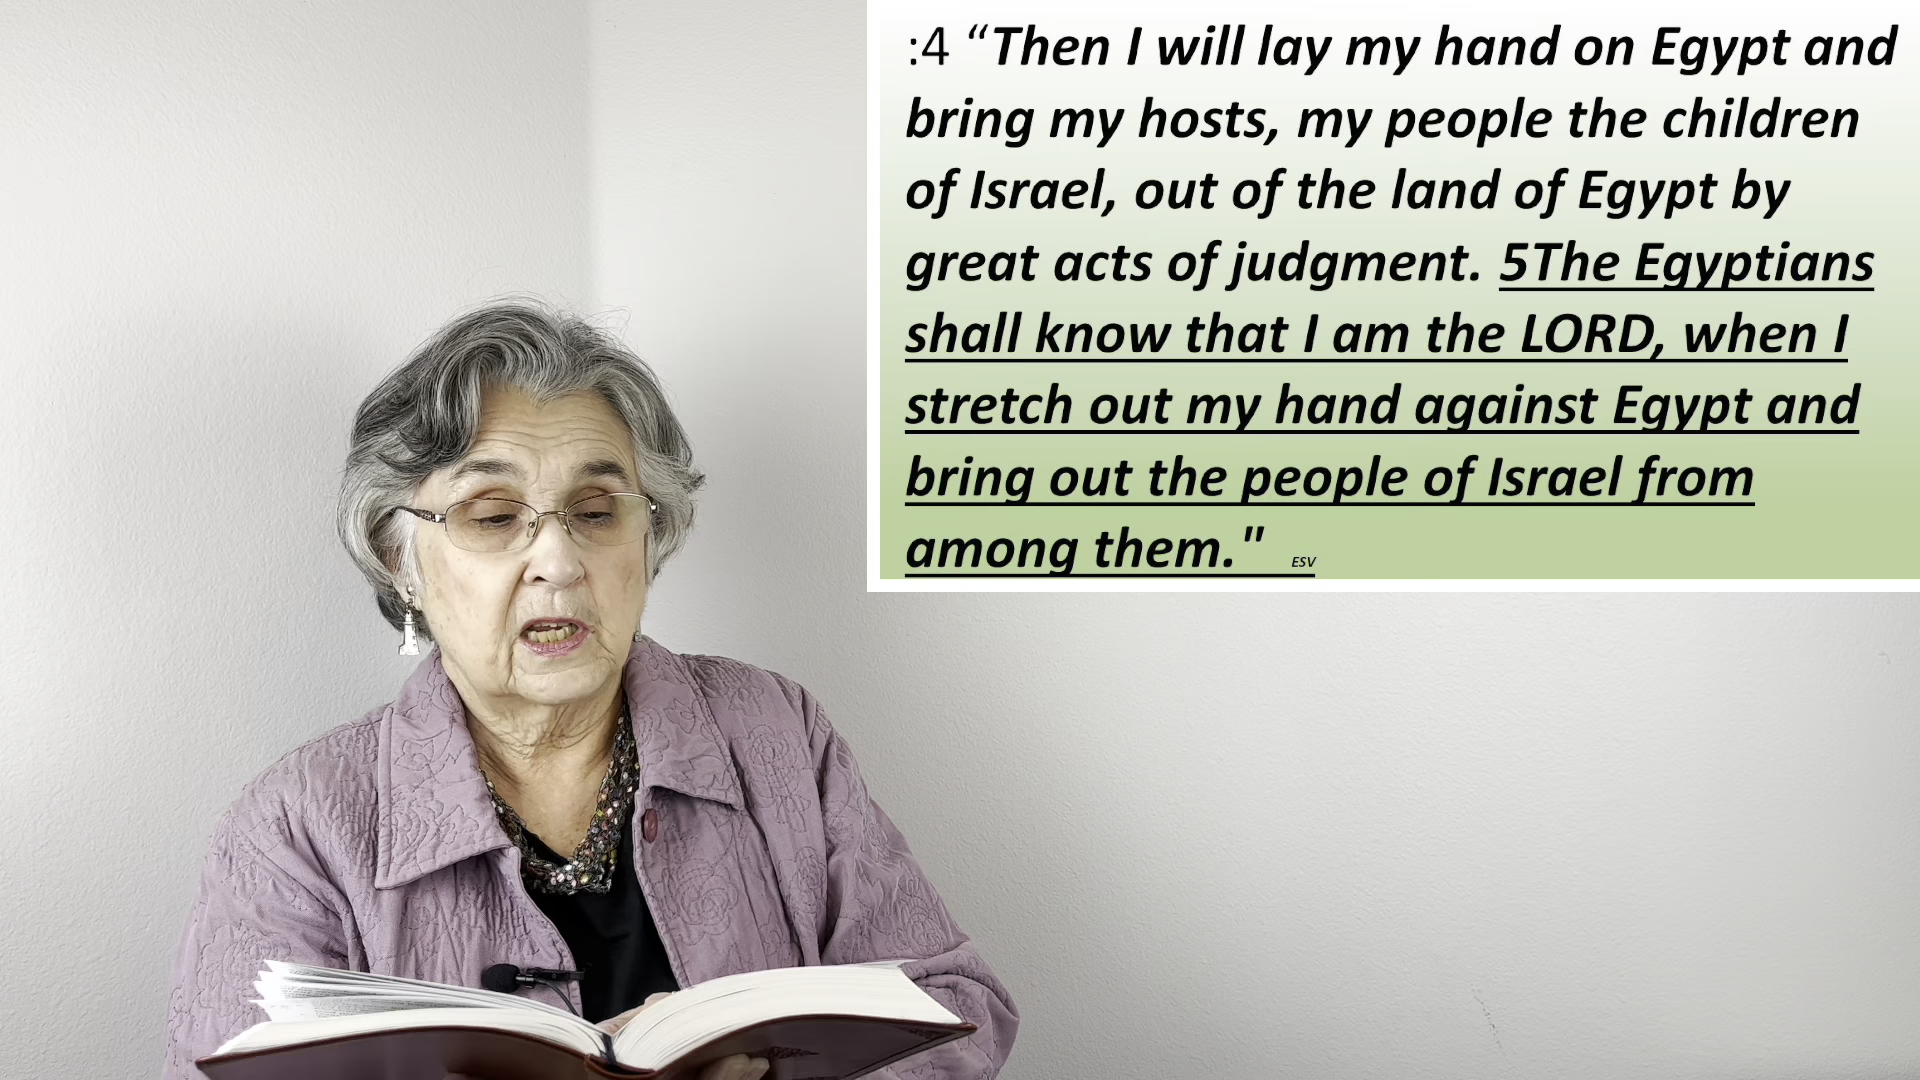 :4 “Then I will lay my hand on Egypt and
bring my hosts, my people the children
of Israel, out of the land of Egypt by
great acts of judgment. 5The Egyptians
shall know that I am the LORD, when I
stretch out my hand against Egypt and
bring out the people of Israel from
among them." ESV